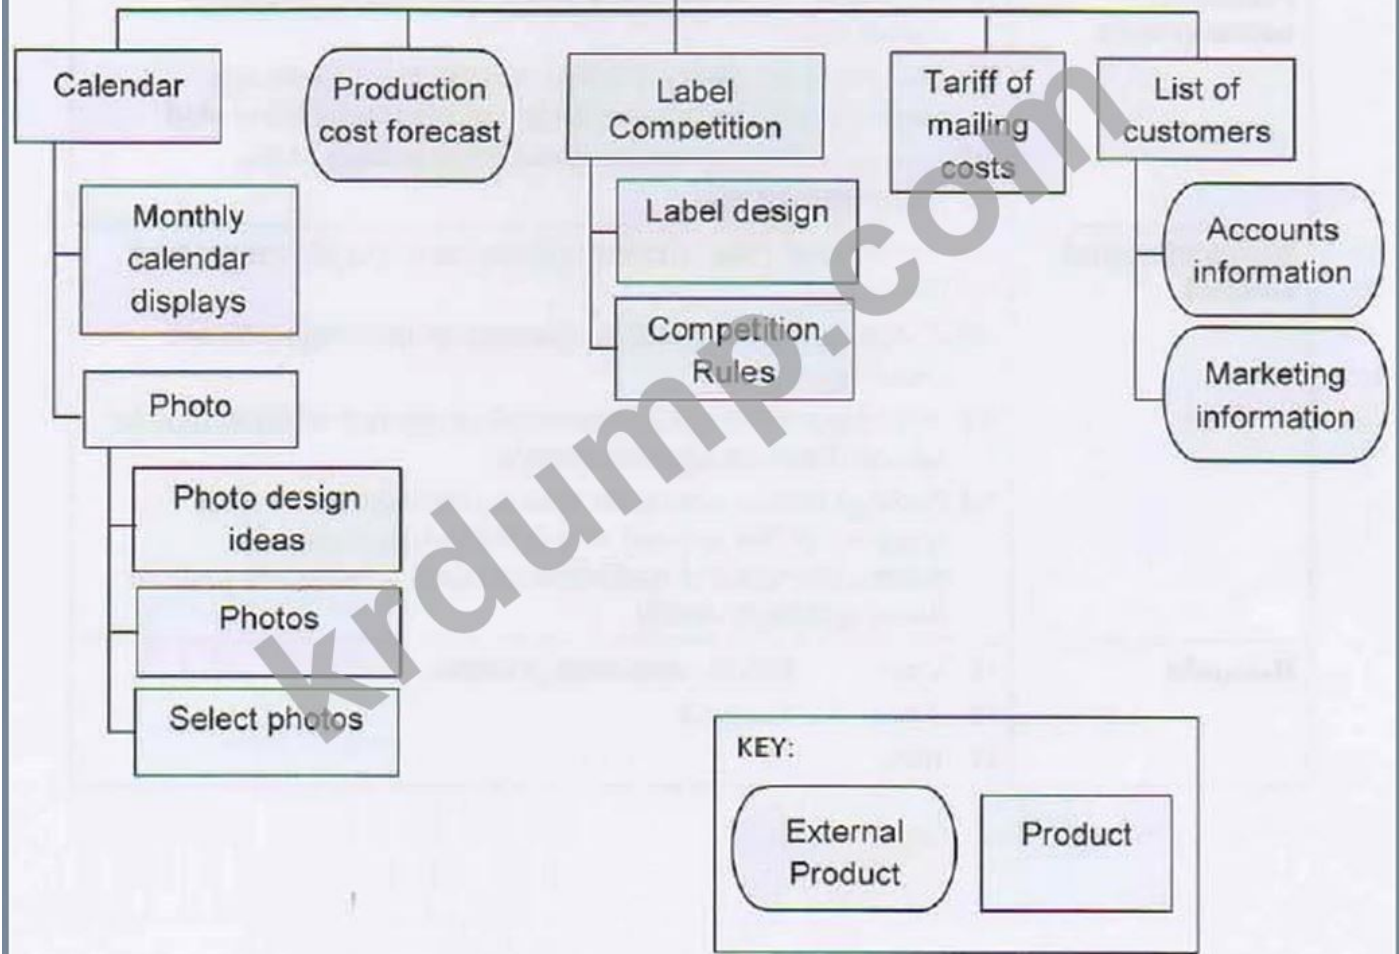 Calendar
Production
cost forecast
Label
Competition
Tariff of
mailing
costs
List of
customers
Monthly
calendar
displays
Label design
Accounts
information
Competition
Rules
Marketing
information
Photo
Photo design
ideas
Photos
Select photos
KEY:
External
Product
Product
krdump.com